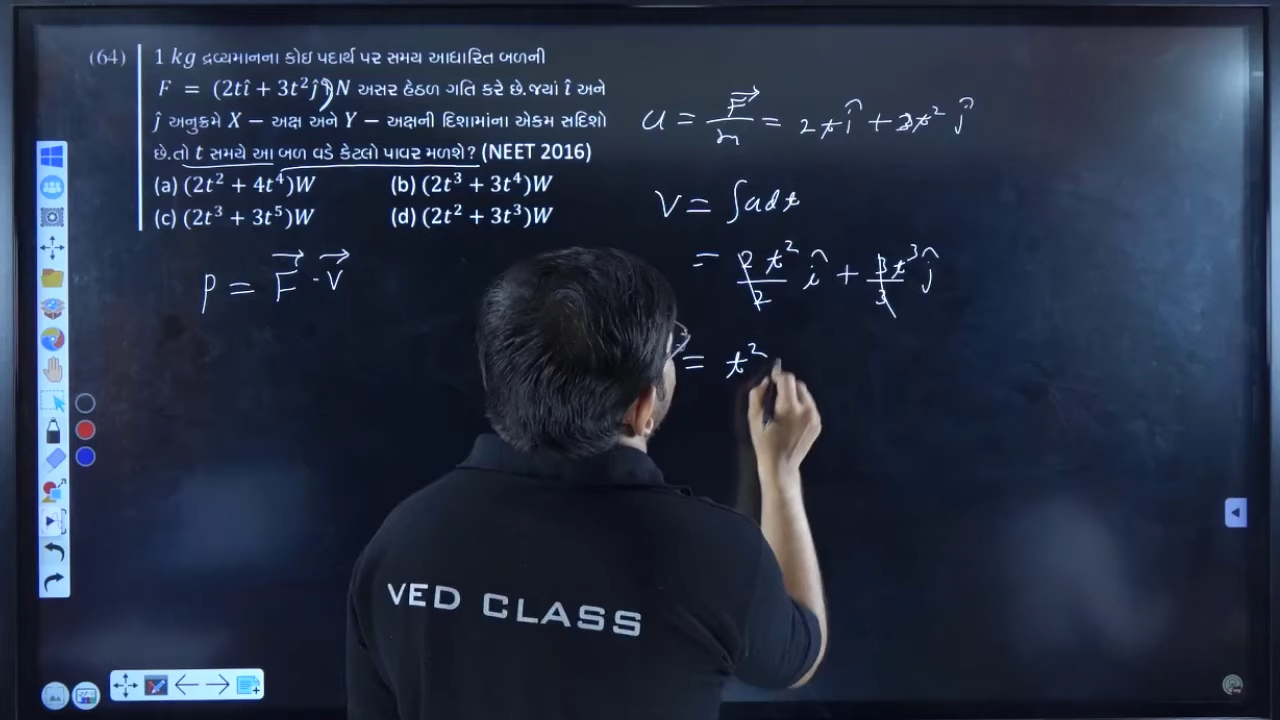 (64) 1 kg દ્રવ્યમાનના કોઇ પદાર્થ પર સમય આધારિત બળની
F = (2tî + 3t²ĵ) N અસર હેઠળ ગતિ કરે છે.જ્યાં î અને
ĵ અનુક્રમે X − અક્ષ અને Y − અક્ષની દિશામાંના એકમ સદિશો
છે.તો t સમયે આ બળ વડે કેટલો પાવર મળશે? (NEET 2016)
(a) (2t² + 4t⁴)W (b) (2t³ + 3t⁴)W
(c) (2t³ + 3t⁵)W (d) (2t² + 3t³)W
P = F⃗ · v⃗
a = F⃗/m = 2tî + 3t² ĵ
V = ∫adt
= 2t²/2 î + 3t³/3 ĵ
= t²
VED CLASS